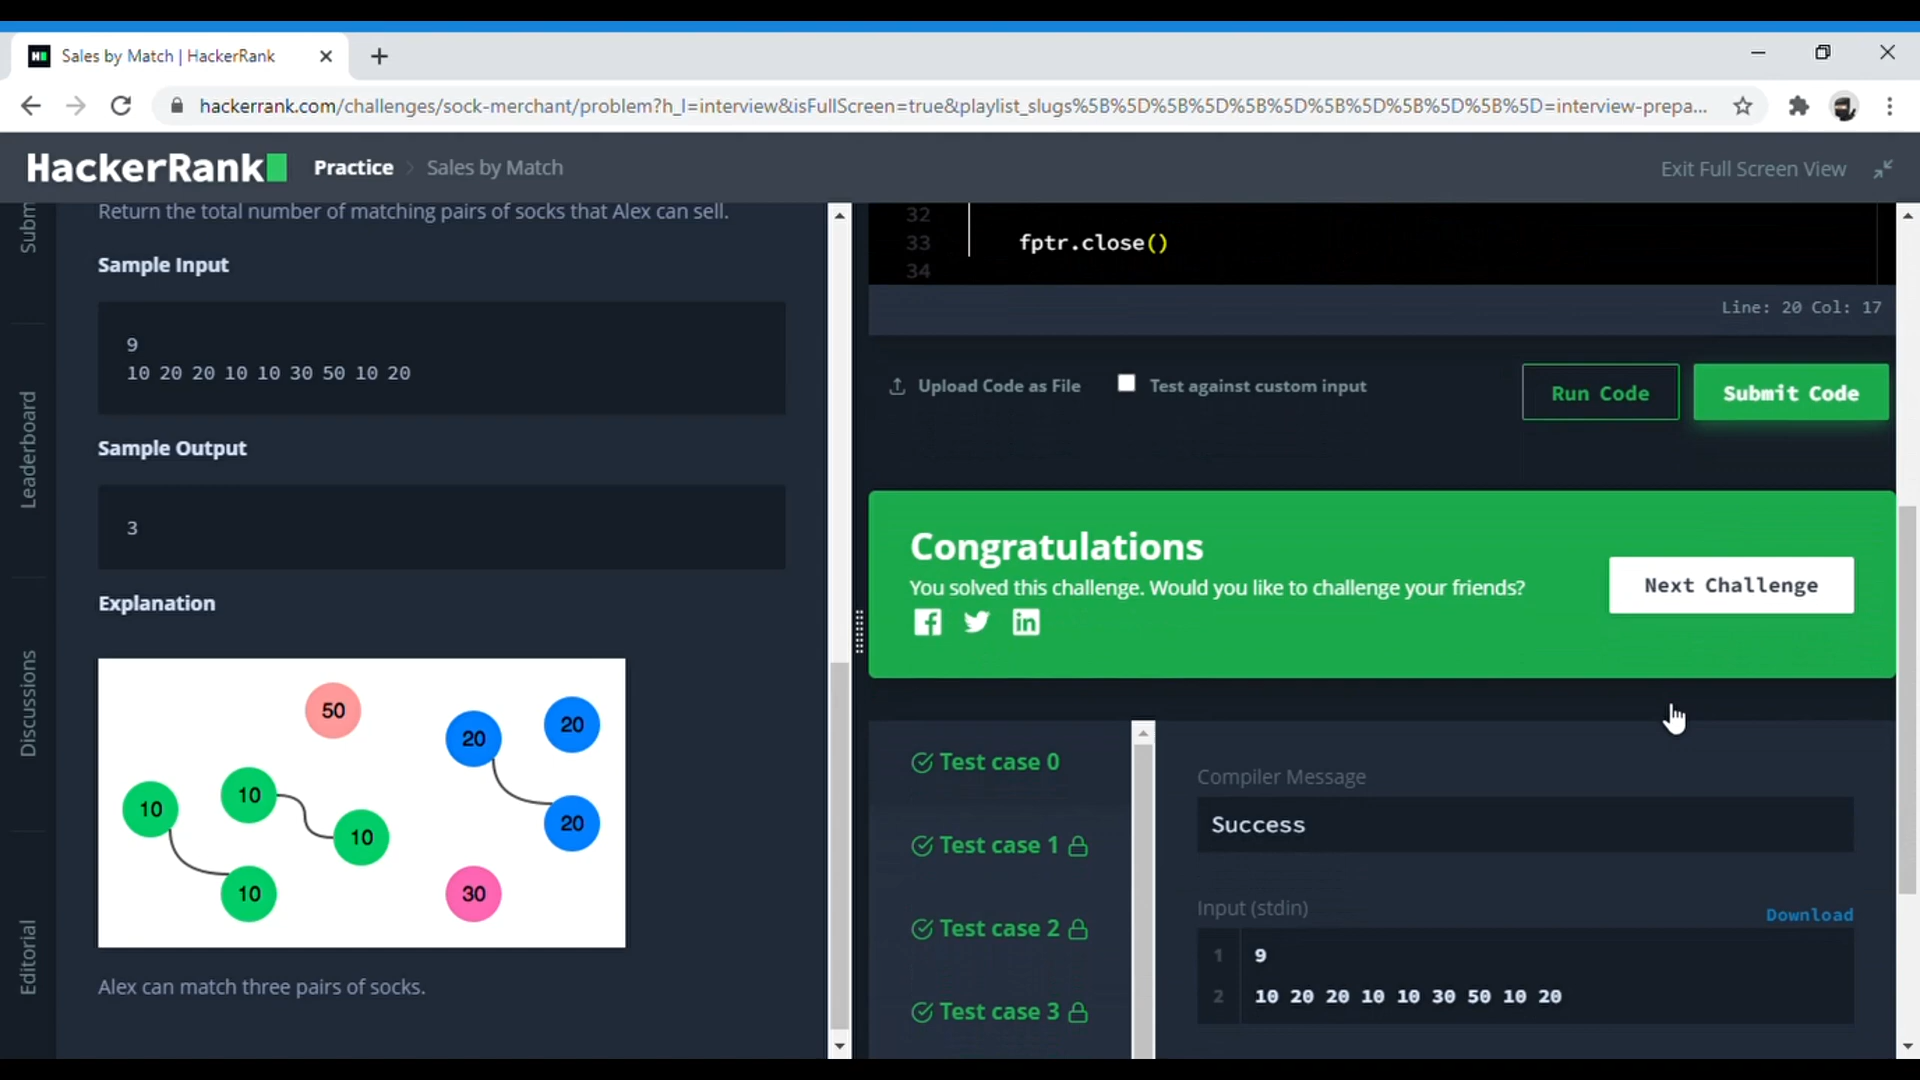 Sales by Match | HackerRank
hackerrank.com/challenges/sock-merchant/problem?h_l=interview&isFullScreen=true&playlist_slugs%5B%5D%5B%5D%5B%5D%5B%5D%5B%5D%5B%5D%5B%5D=interview-prepa...
HackerRank
Practice
Sales by Match
Exit Full Screen View
Subm
Leaderboard
Discussions
Editorial
Return the total number of matching pairs of socks that Alex can sell.
Sample Input
9
10 20 20 10 10 30 50 10 20
Sample Output
3
Explanation
50
20
20
10
10
10
20
10
30
Alex can match three pairs of socks.
32
33 fptr.close()
34
Line: 20 Col: 17
Upload Code as File
Test against custom input
Run Code
Submit Code
Congratulations
You solved this challenge. Would you like to challenge your friends?
Next Challenge
Test case 0
Test case 1
Test case 2
Test case 3
Compiler Message
Success
Input (stdin)
Download
1 9
2 10 20 20 10 10 30 50 10 20